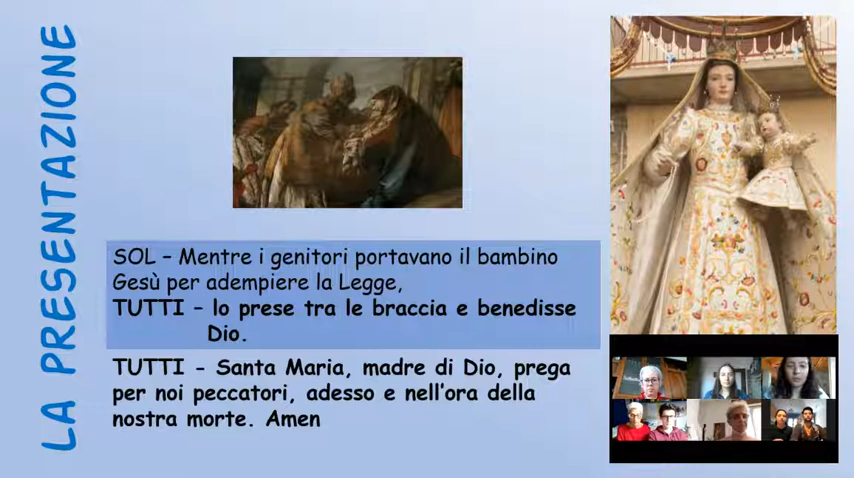 LA PRESENTAZIONE
SOL – Mentre i genitori portavano il bambino
Gesù per adempiere la Legge,
TUTTI – lo prese tra le braccia e benedisse
Dio.
TUTTI - Santa Maria, madre di Dio, prega
per noi peccatori, adesso e nell'ora della
nostra morte. Amen